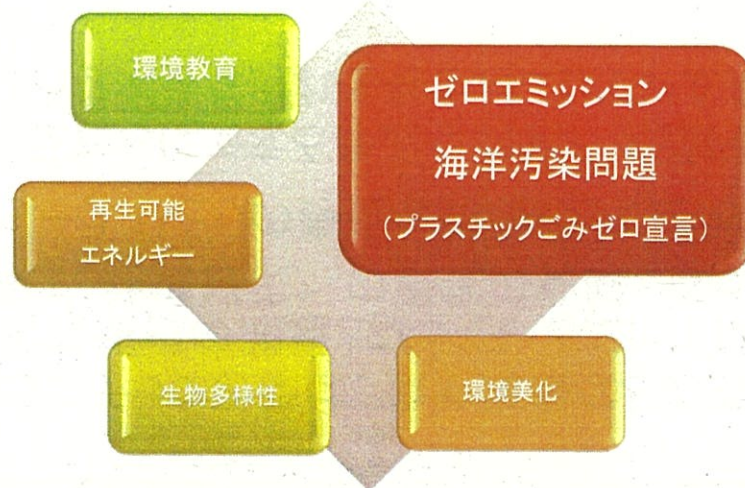 環境教育
ゼロエミッション
海洋汚染問題
(プラスチックごみゼロ宣言)
再生可能
エネルギー
生物多様性
環境美化